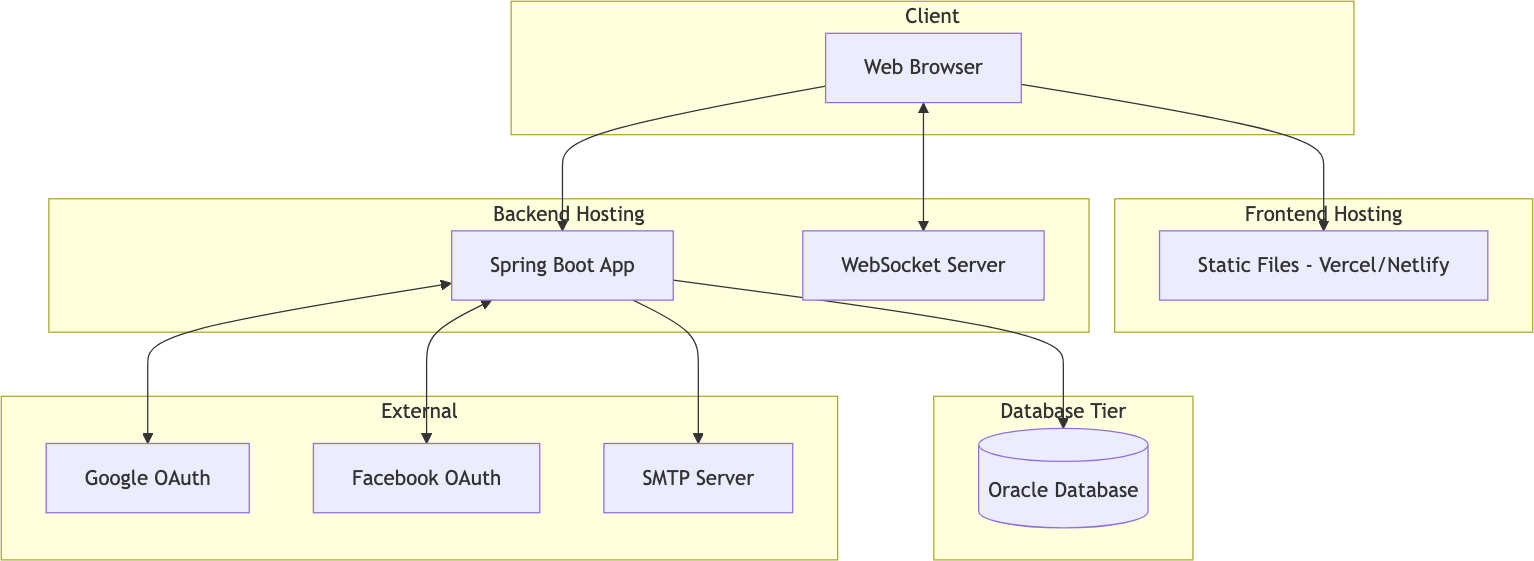 Client
Web Browser
Backend Hosting
Frontend Hosting
Spring Boot App
WebSocket Server
Static Files - Vercel/Netlify
External
Database Tier
Google OAuth
Facebook OAuth
SMTP Server
Oracle Database